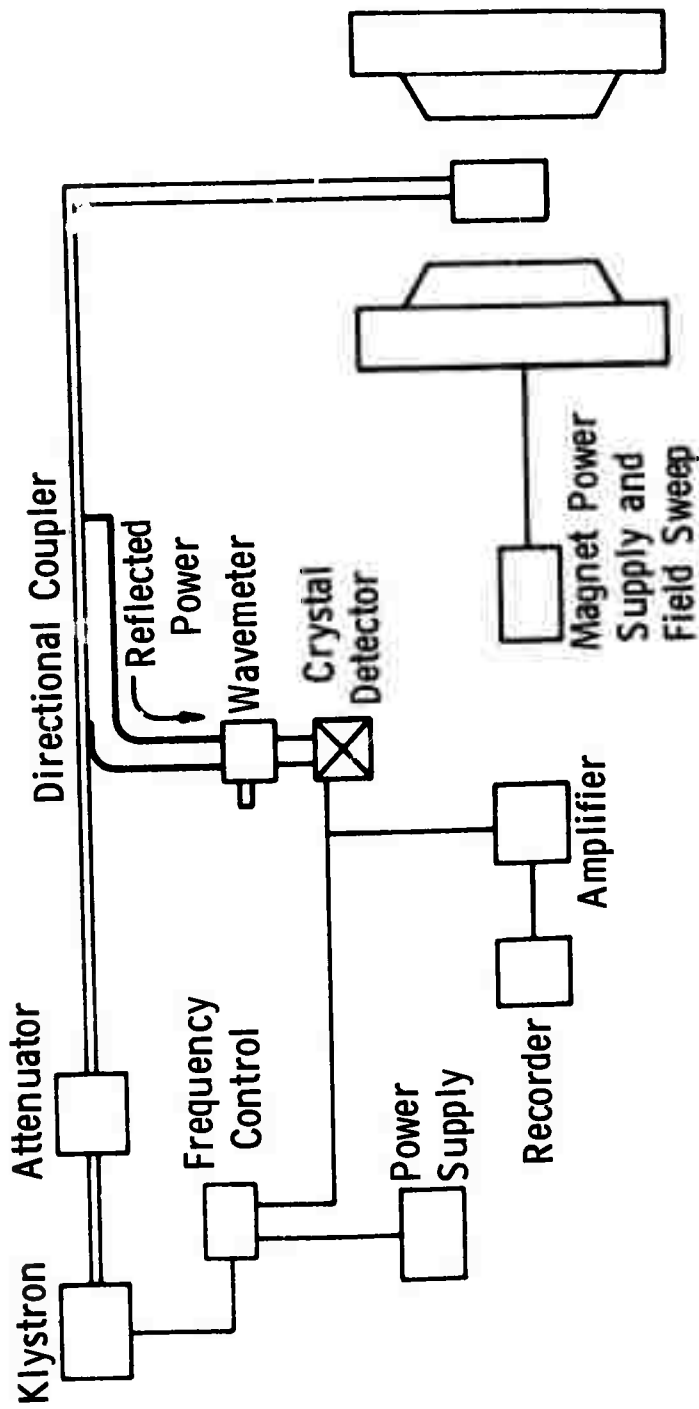 Klystron
Attenuator
Directional Coupler
Reflected
Power
Wavemeter
Crystal
Detector
Frequency
Control
Power
Supply
Recorder
Amplifier
Magnet Power
Supply and
Field Sweep